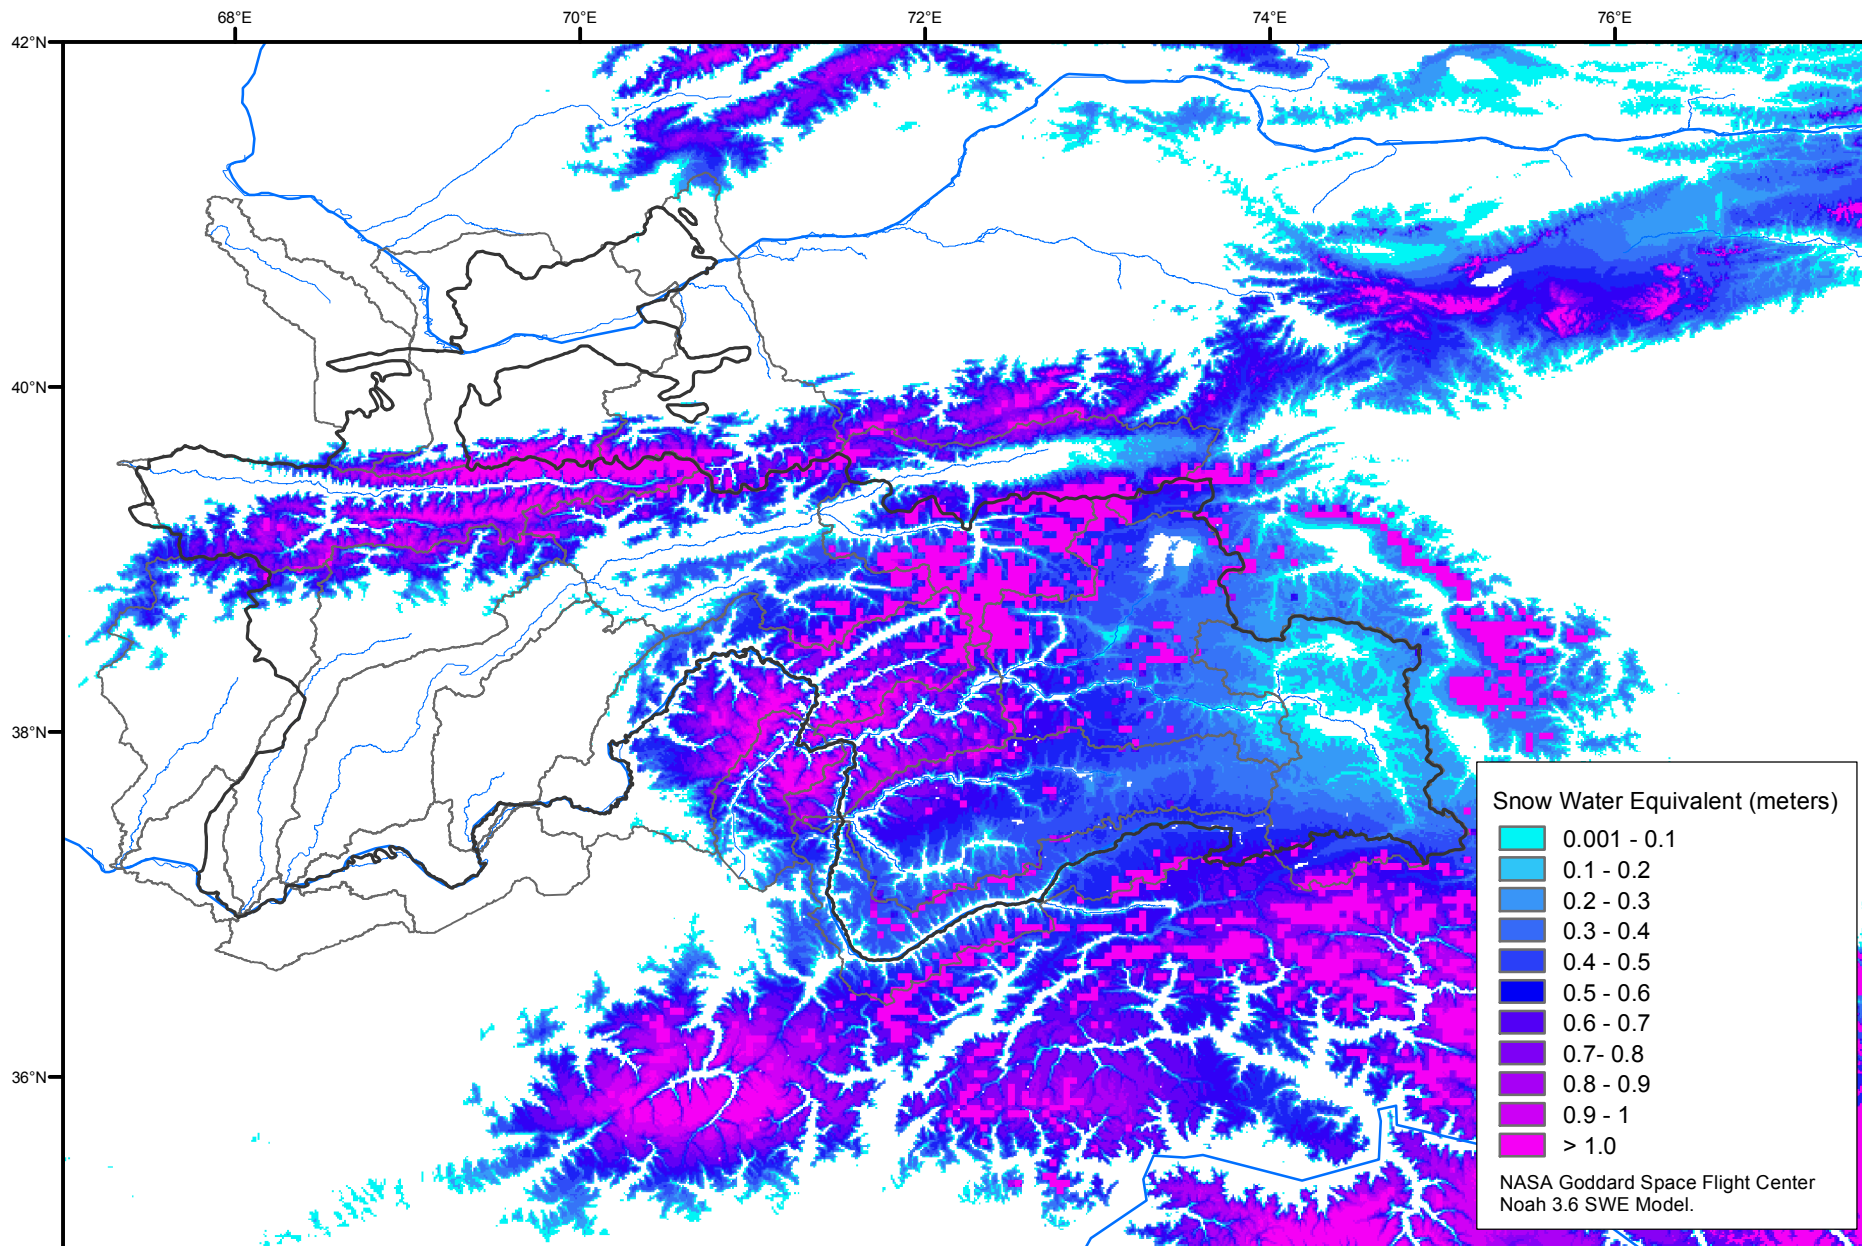 68°E 70°E 72°E 74°E 76°E
42°N
40°N
38°N
36°N
Snow Water Equivalent (meters)
0.001 - 0.1
0.1 - 0.2
0.2 - 0.3
0.3 - 0.4
0.4 - 0.5
0.5 - 0.6
0.6 - 0.7
0.7- 0.8
0.8 - 0.9
0.9 - 1
> 1.0
NASA Goddard Space Flight Center
Noah 3.6 SWE Model.